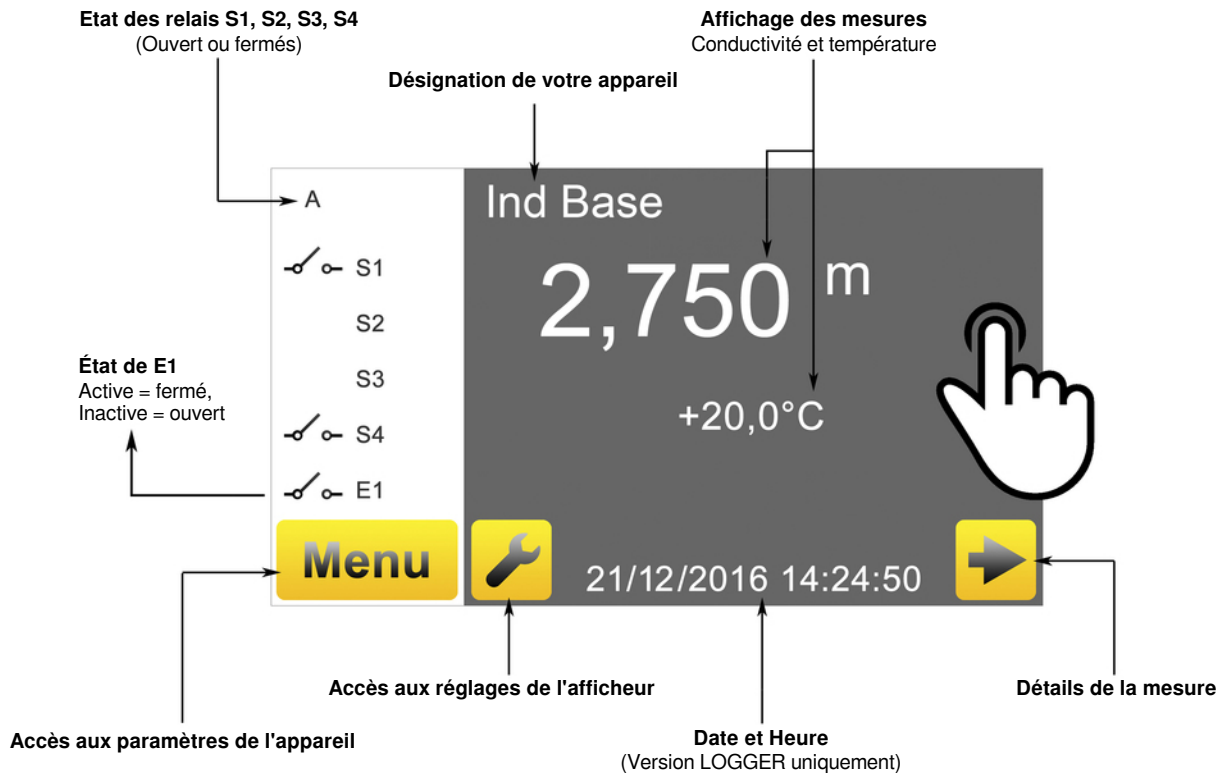 Etat des relais S1, S2, S3, S4
(Ouvert ou fermés)
Affichage des mesures
Conductivité et température
Désignation de votre appareil
A
Ind Base
S1
2,750 m
S2
État de E1
Active = fermé,
Inactive = ouvert
S3
+20,0°C
S4
E1
Menu
21/12/2016 14:24:50
Accès aux réglages de l'afficheur
Détails de la mesure
Accès aux paramètres de l'appareil
Date et Heure
(Version LOGGER uniquement)